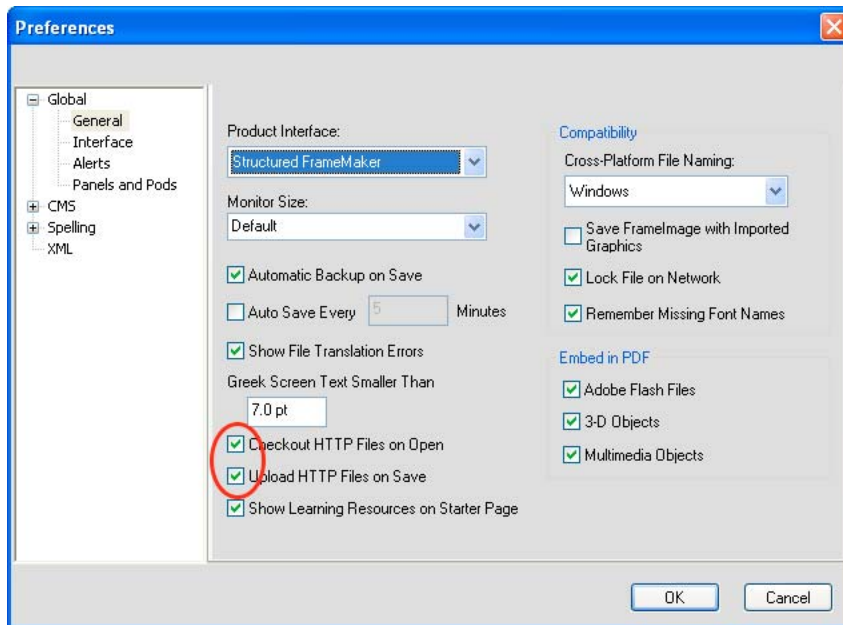 Preferences
Global
General
Interface
Alerts
Panels and Pods
CMS
Spelling
XML
Product Interface:
Structured FrameMaker
Monitor Size:
Default
Automatic Backup on Save
Auto Save Every 5 Minutes
Show File Translation Errors
Greek Screen Text Smaller Than
7.0 pt
Checkout HTTP Files on Open
Upload HTTP Files on Save
Show Learning Resources on Starter Page
Compatibility
Cross-Platform File Naming:
Windows
Save FrameImage with Imported
Graphics
Lock File on Network
Remember Missing Font Names
Embed in PDF
Adobe Flash Files
3-D Objects
Multimedia Objects
OK
Cancel